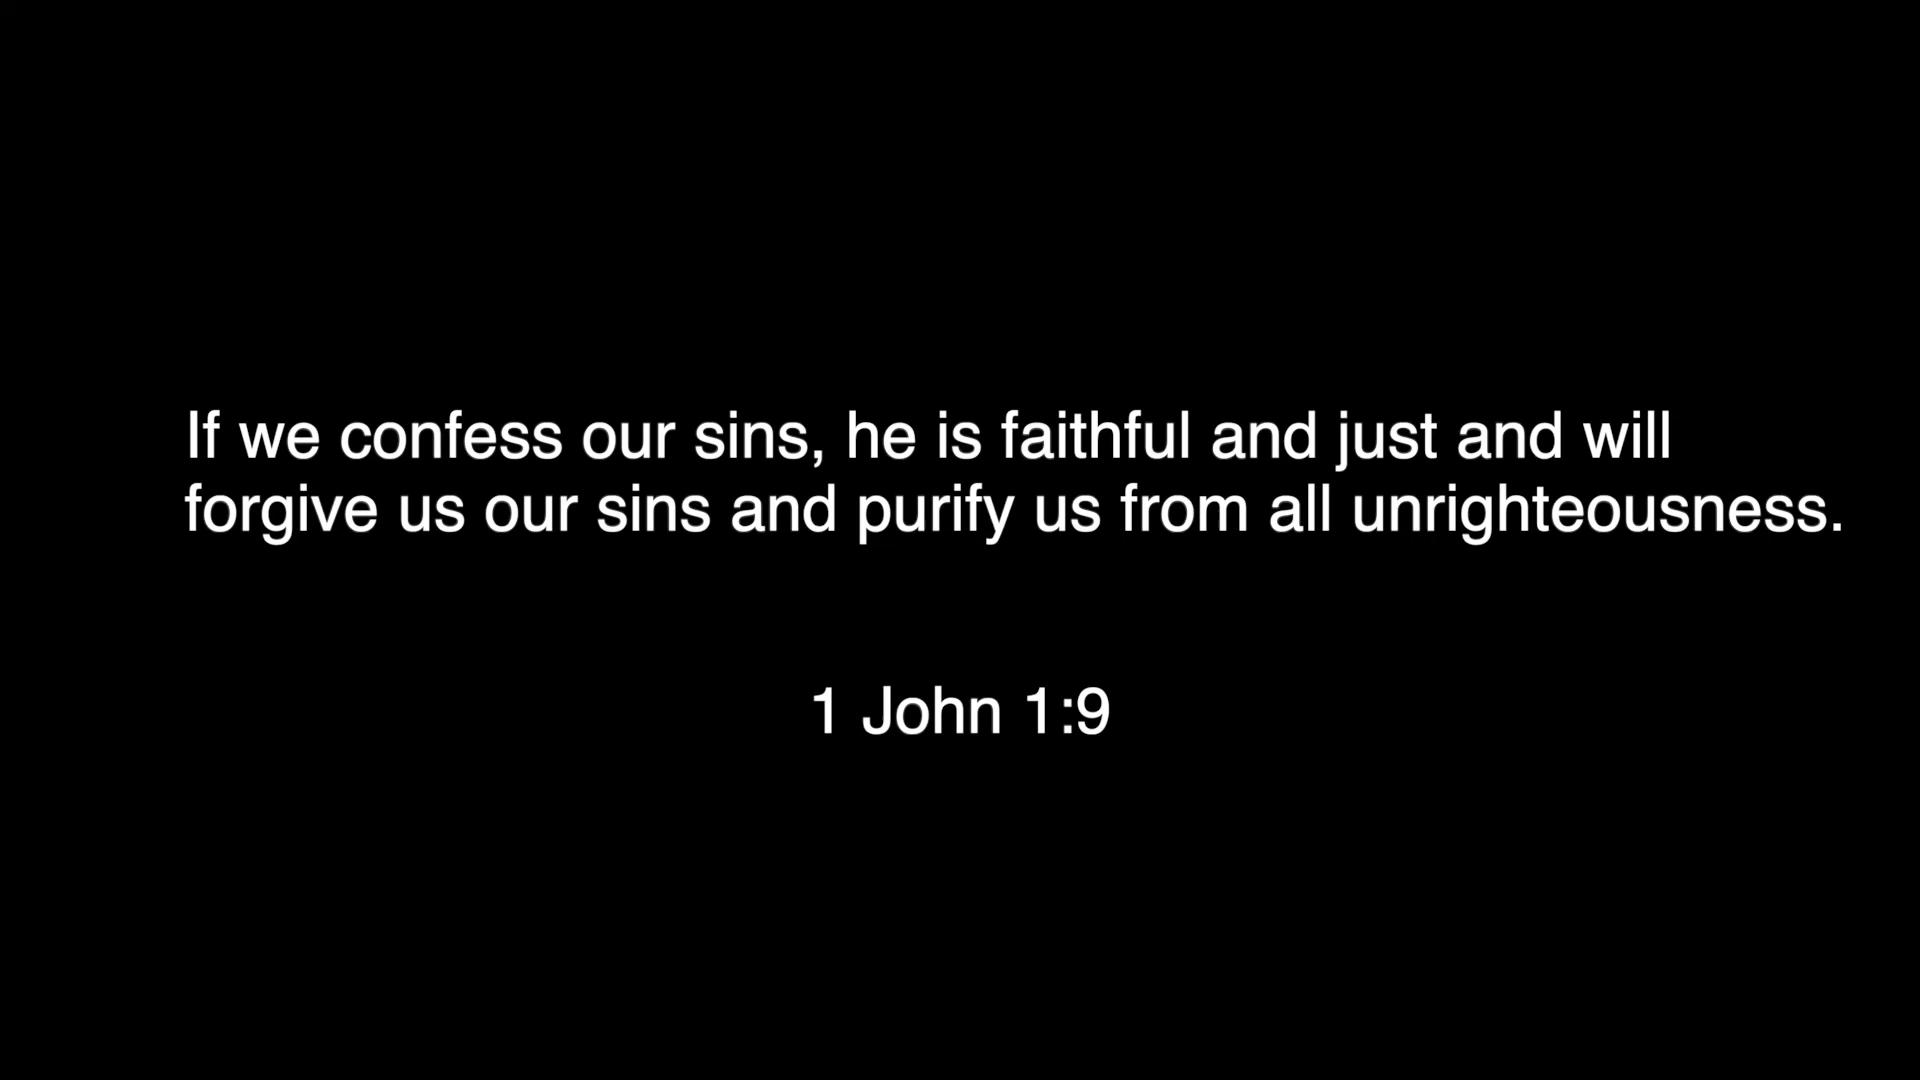 If we confess our sins, he is faithful and just and will
forgive us our sins and purify us from all unrighteousness.
1 John 1:9